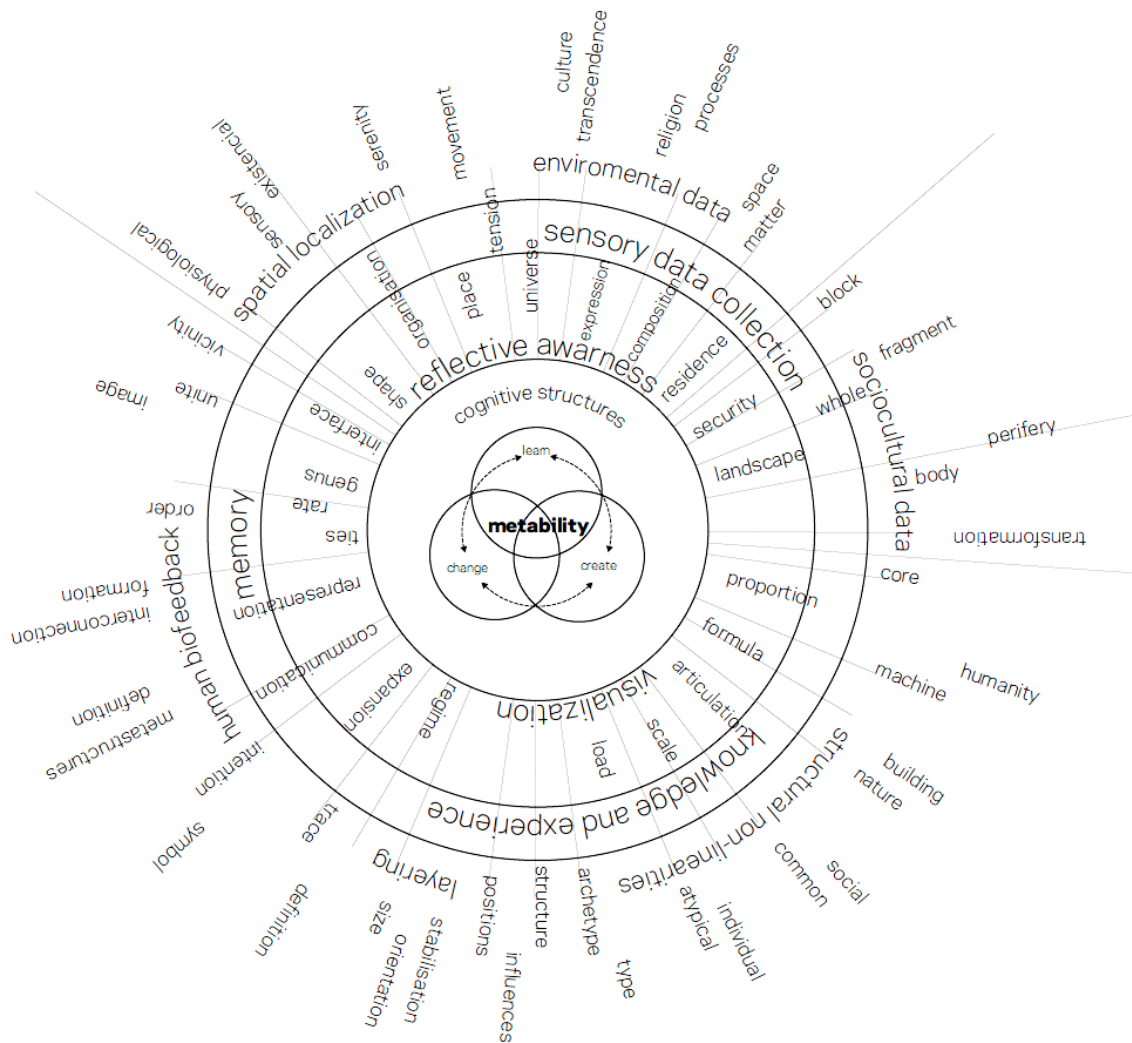 culture
transcendence
religion
processes
movement
serenity
existencial
sensory
physiological
vicinity
unite
image
order
formation
interconnection
definition
metastructures
intention
symbol
trace
definition
size
orientation
stabilisation
positions
influences
structure
archetype
type
atypical
individual
common
social
nature
building
machine
humanity
core
transformation
body
perifery
whole
fragment
block
matter
space
tension
universe
enviromental data
sociocultural data
structural non-linearities
layering
human biofeedback
spatial localization
sensory data collection
knowledge and experience
memory
expression
composition
residence
security
landscape
proportion
formula
articulation
scale
load
regime
expansion
communication
representation
ties
rate
genus
interface
shape
organisation
place
reflective awarness
visualization
cognitive structures
learn
metability
change
create